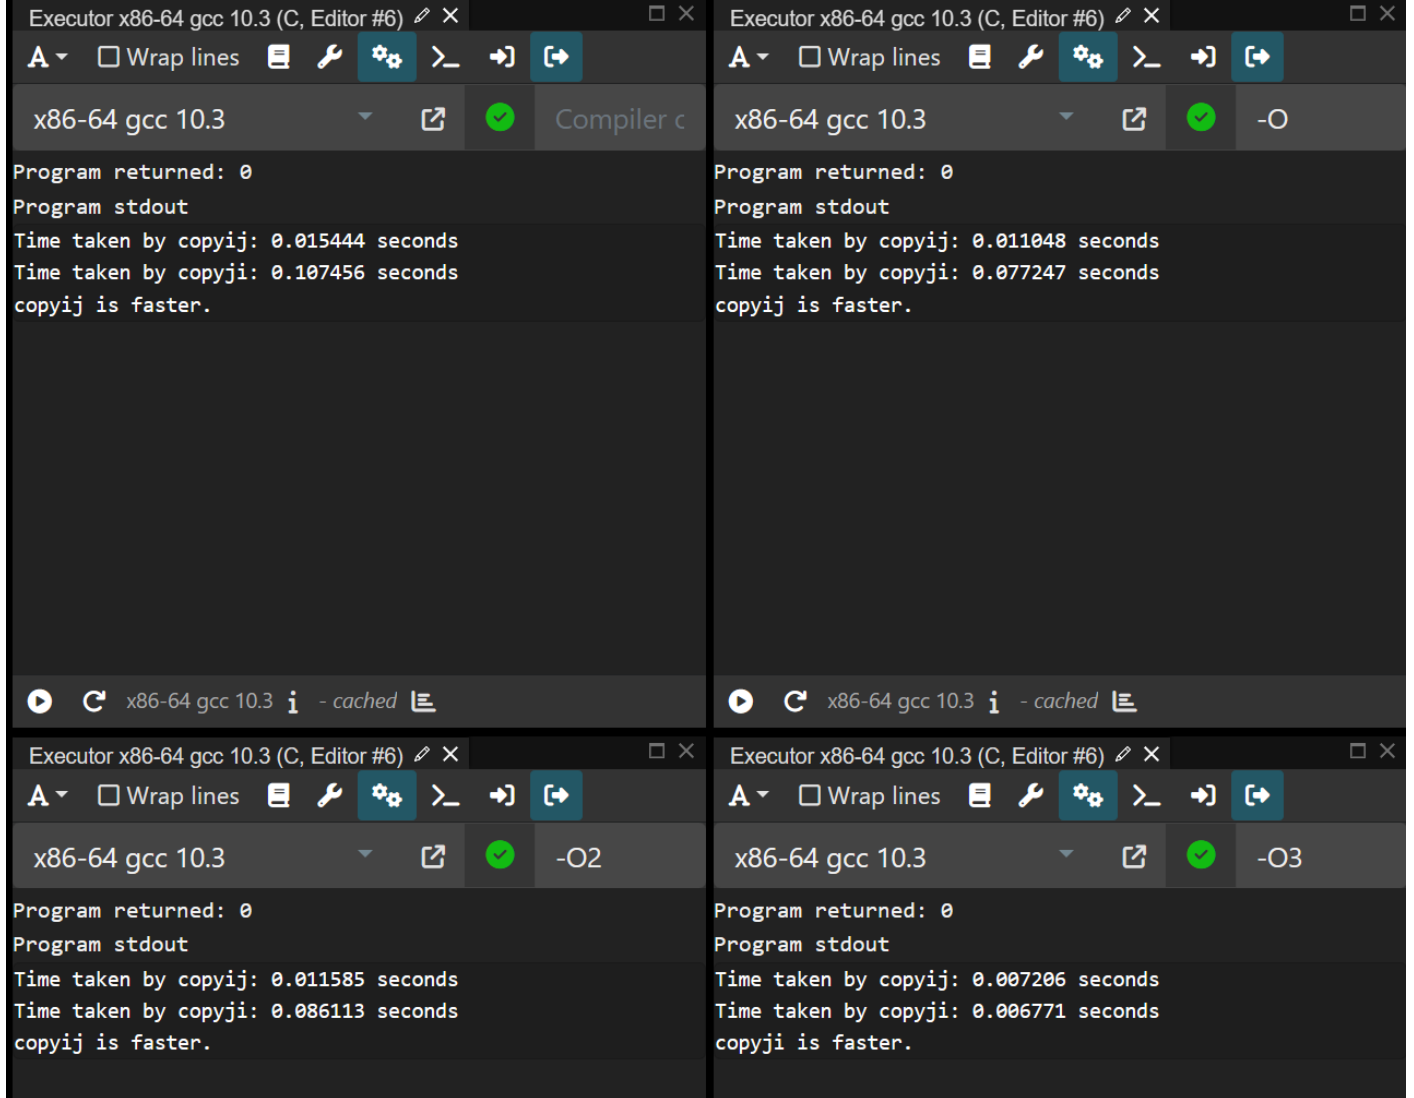 Executor x86-64 gcc 10.3 (C, Editor #6)
A Wrap lines
x86-64 gcc 10.3 Compiler c
Program returned: 0
Program stdout
Time taken by copyij: 0.015444 seconds
Time taken by copyji: 0.107456 seconds
copyij is faster.
x86-64 gcc 10.3 i - cached
Executor x86-64 gcc 10.3 (C, Editor #6)
A Wrap lines
x86-64 gcc 10.3 -O
Program returned: 0
Program stdout
Time taken by copyij: 0.011048 seconds
Time taken by copyji: 0.077247 seconds
copyij is faster.
x86-64 gcc 10.3 i - cached
Executor x86-64 gcc 10.3 (C, Editor #6)
A Wrap lines
x86-64 gcc 10.3 -O2
Program returned: 0
Program stdout
Time taken by copyij: 0.011585 seconds
Time taken by copyji: 0.086113 seconds
copyij is faster.
Executor x86-64 gcc 10.3 (C, Editor #6)
A Wrap lines
x86-64 gcc 10.3 -O3
Program returned: 0
Program stdout
Time taken by copyij: 0.007206 seconds
Time taken by copyji: 0.006771 seconds
copyji is faster.